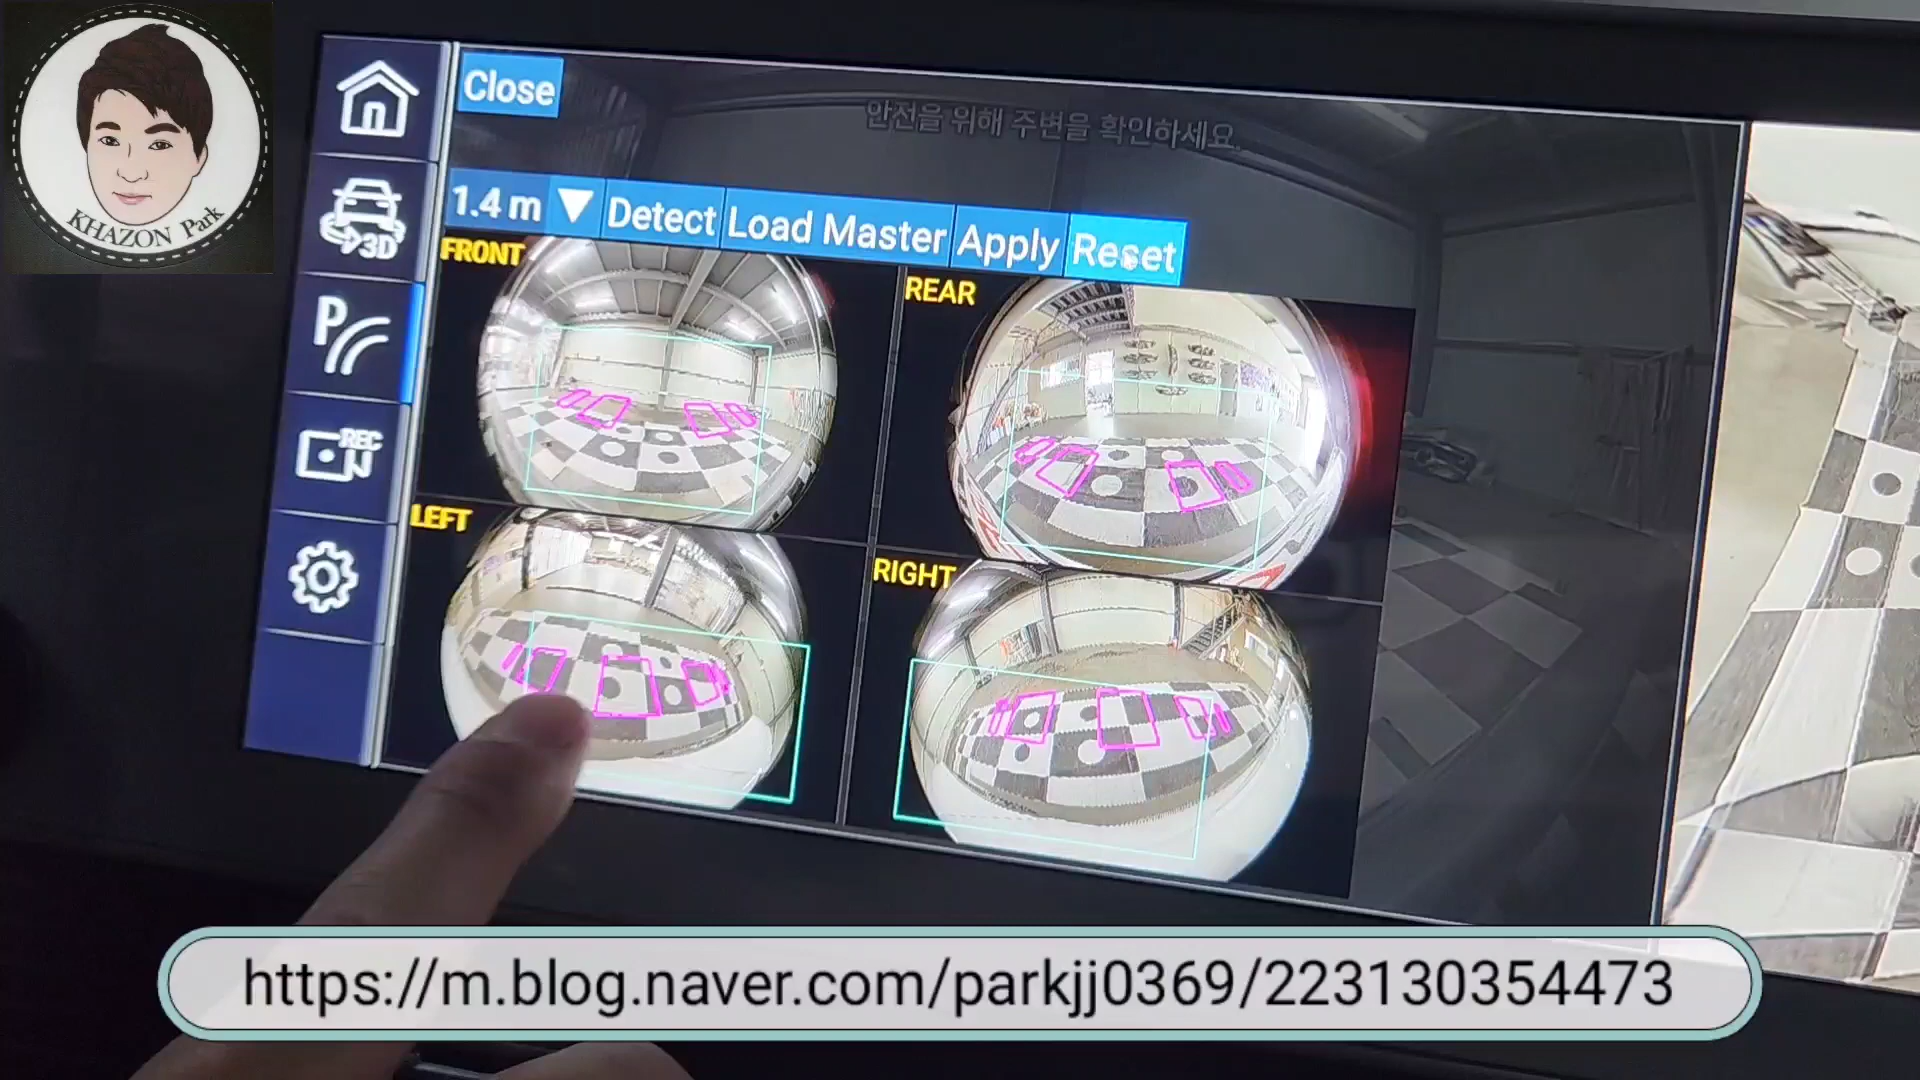 KHAZON Park
Close
안전을 위해 주변을 확인하세요.
3D
1.4 m ▼ Detect Load Master Apply Reset
FRONT
REAR
P
REC
LEFT
RIGHT
https://m.blog.naver.com/parkjj0369/223130354473